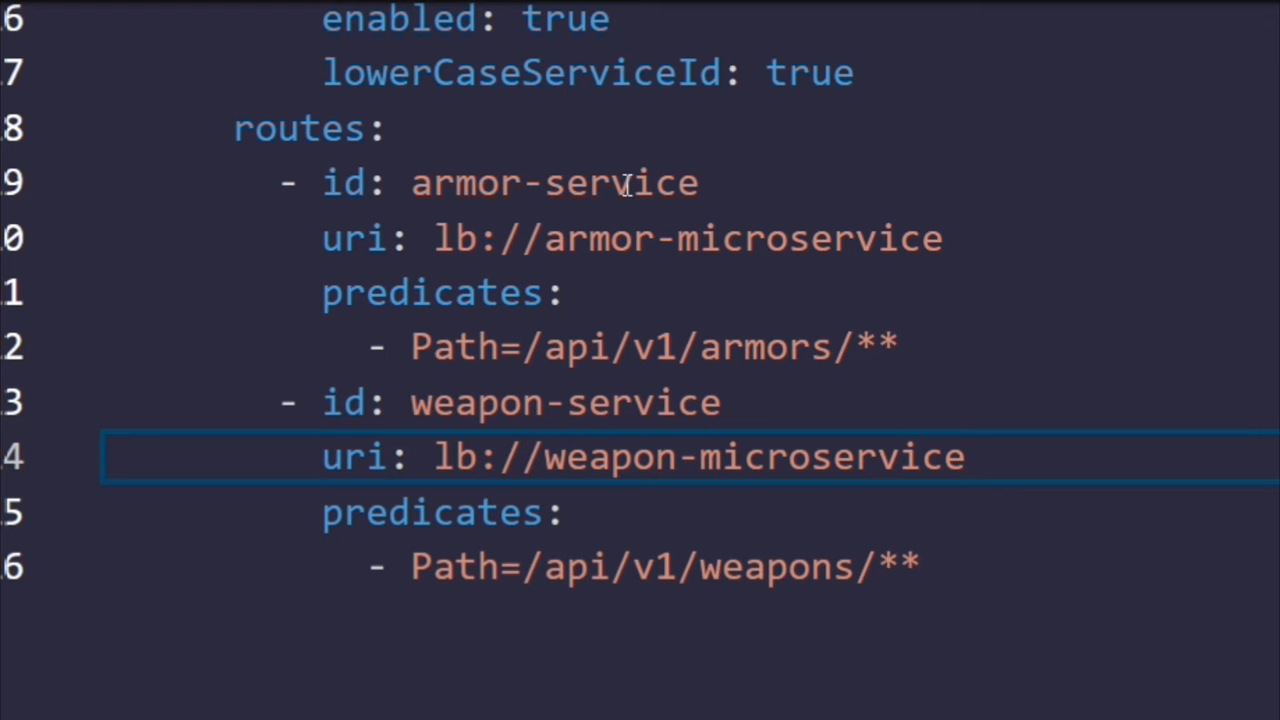 6 enabled: true
7 lowerCaseServiceId: true
8 routes:
9 - id: armor-service
0 uri: lb://armor-microservice
1 predicates:
2 - Path=/api/v1/armors/**
3 - id: weapon-service
4 uri: lb://weapon-microservice
5 predicates:
6 - Path=/api/v1/weapons/**